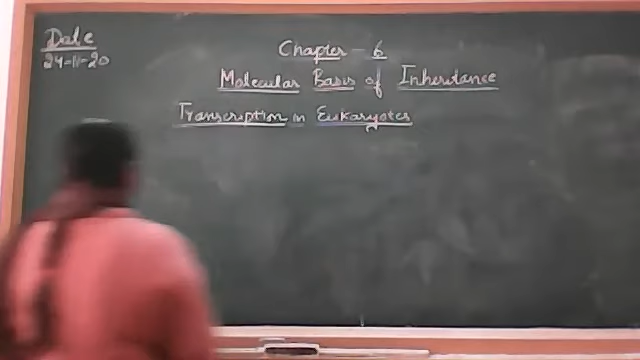 Date
24-11-20
Chapter - 6
Molecular Basis of Inheritance
Transcription in Eukaryotes